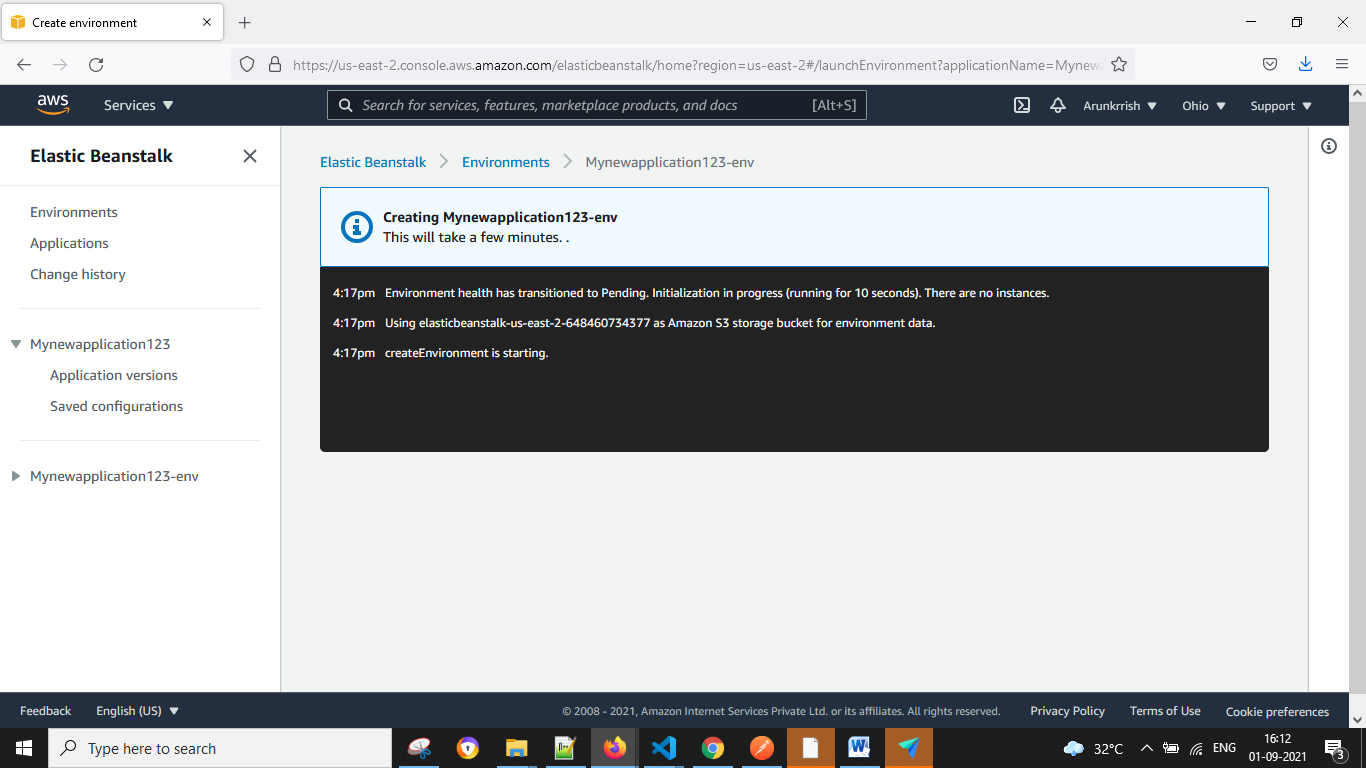 Create environment
https://us-east-2.console.aws.amazon.com/elasticbeanstalk/home?region=us-east-2#/launchEnvironment?applicationName=Mynew
aws Services Search for services, features, marketplace products, and docs [Alt+S] Arunkrrish Ohio Support
Elastic Beanstalk
Environments
Applications
Change history
Mynewapplication123
Application versions
Saved configurations
Mynewapplication123-env
Elastic Beanstalk Environments Mynewapplication123-env
Creating Mynewapplication123-env
This will take a few minutes. .
4:17pm Environment health has transitioned to Pending. Initialization in progress (running for 10 seconds). There are no instances.
4:17pm Using elasticbeanstalk-us-east-2-648460734377 as Amazon S3 storage bucket for environment data.
4:17pm createEnvironment is starting.
Feedback English (US) © 2008 - 2021, Amazon Internet Services Private Ltd. or its affiliates. All rights reserved. Privacy Policy Terms of Use Cookie preferences
Type here to search 32°C ENG 16:12
01-09-2021 3